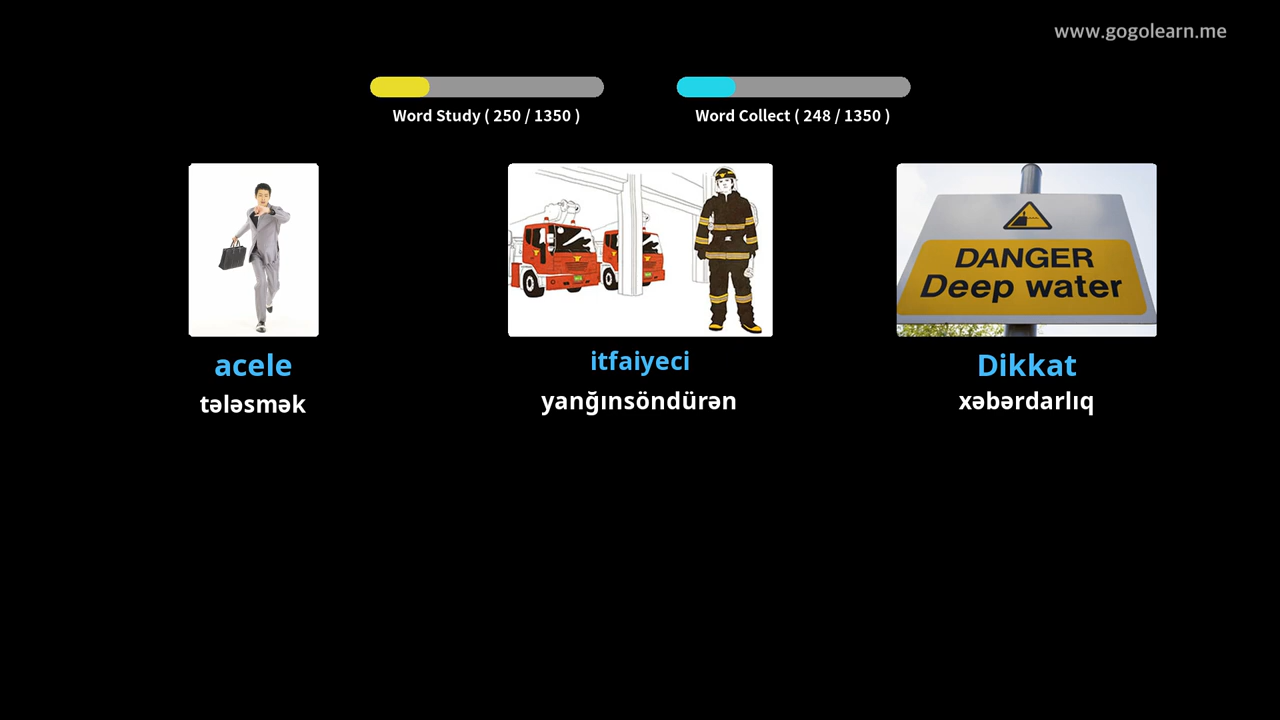 www.gogolearn.me
Word Study ( 250 / 1350 )
Word Collect ( 248 / 1350 )
DANGER
Deep water
acele
itfaiyeci
Dikkat
tələsmək
yanğınsöndürən
xəbərdarlıq